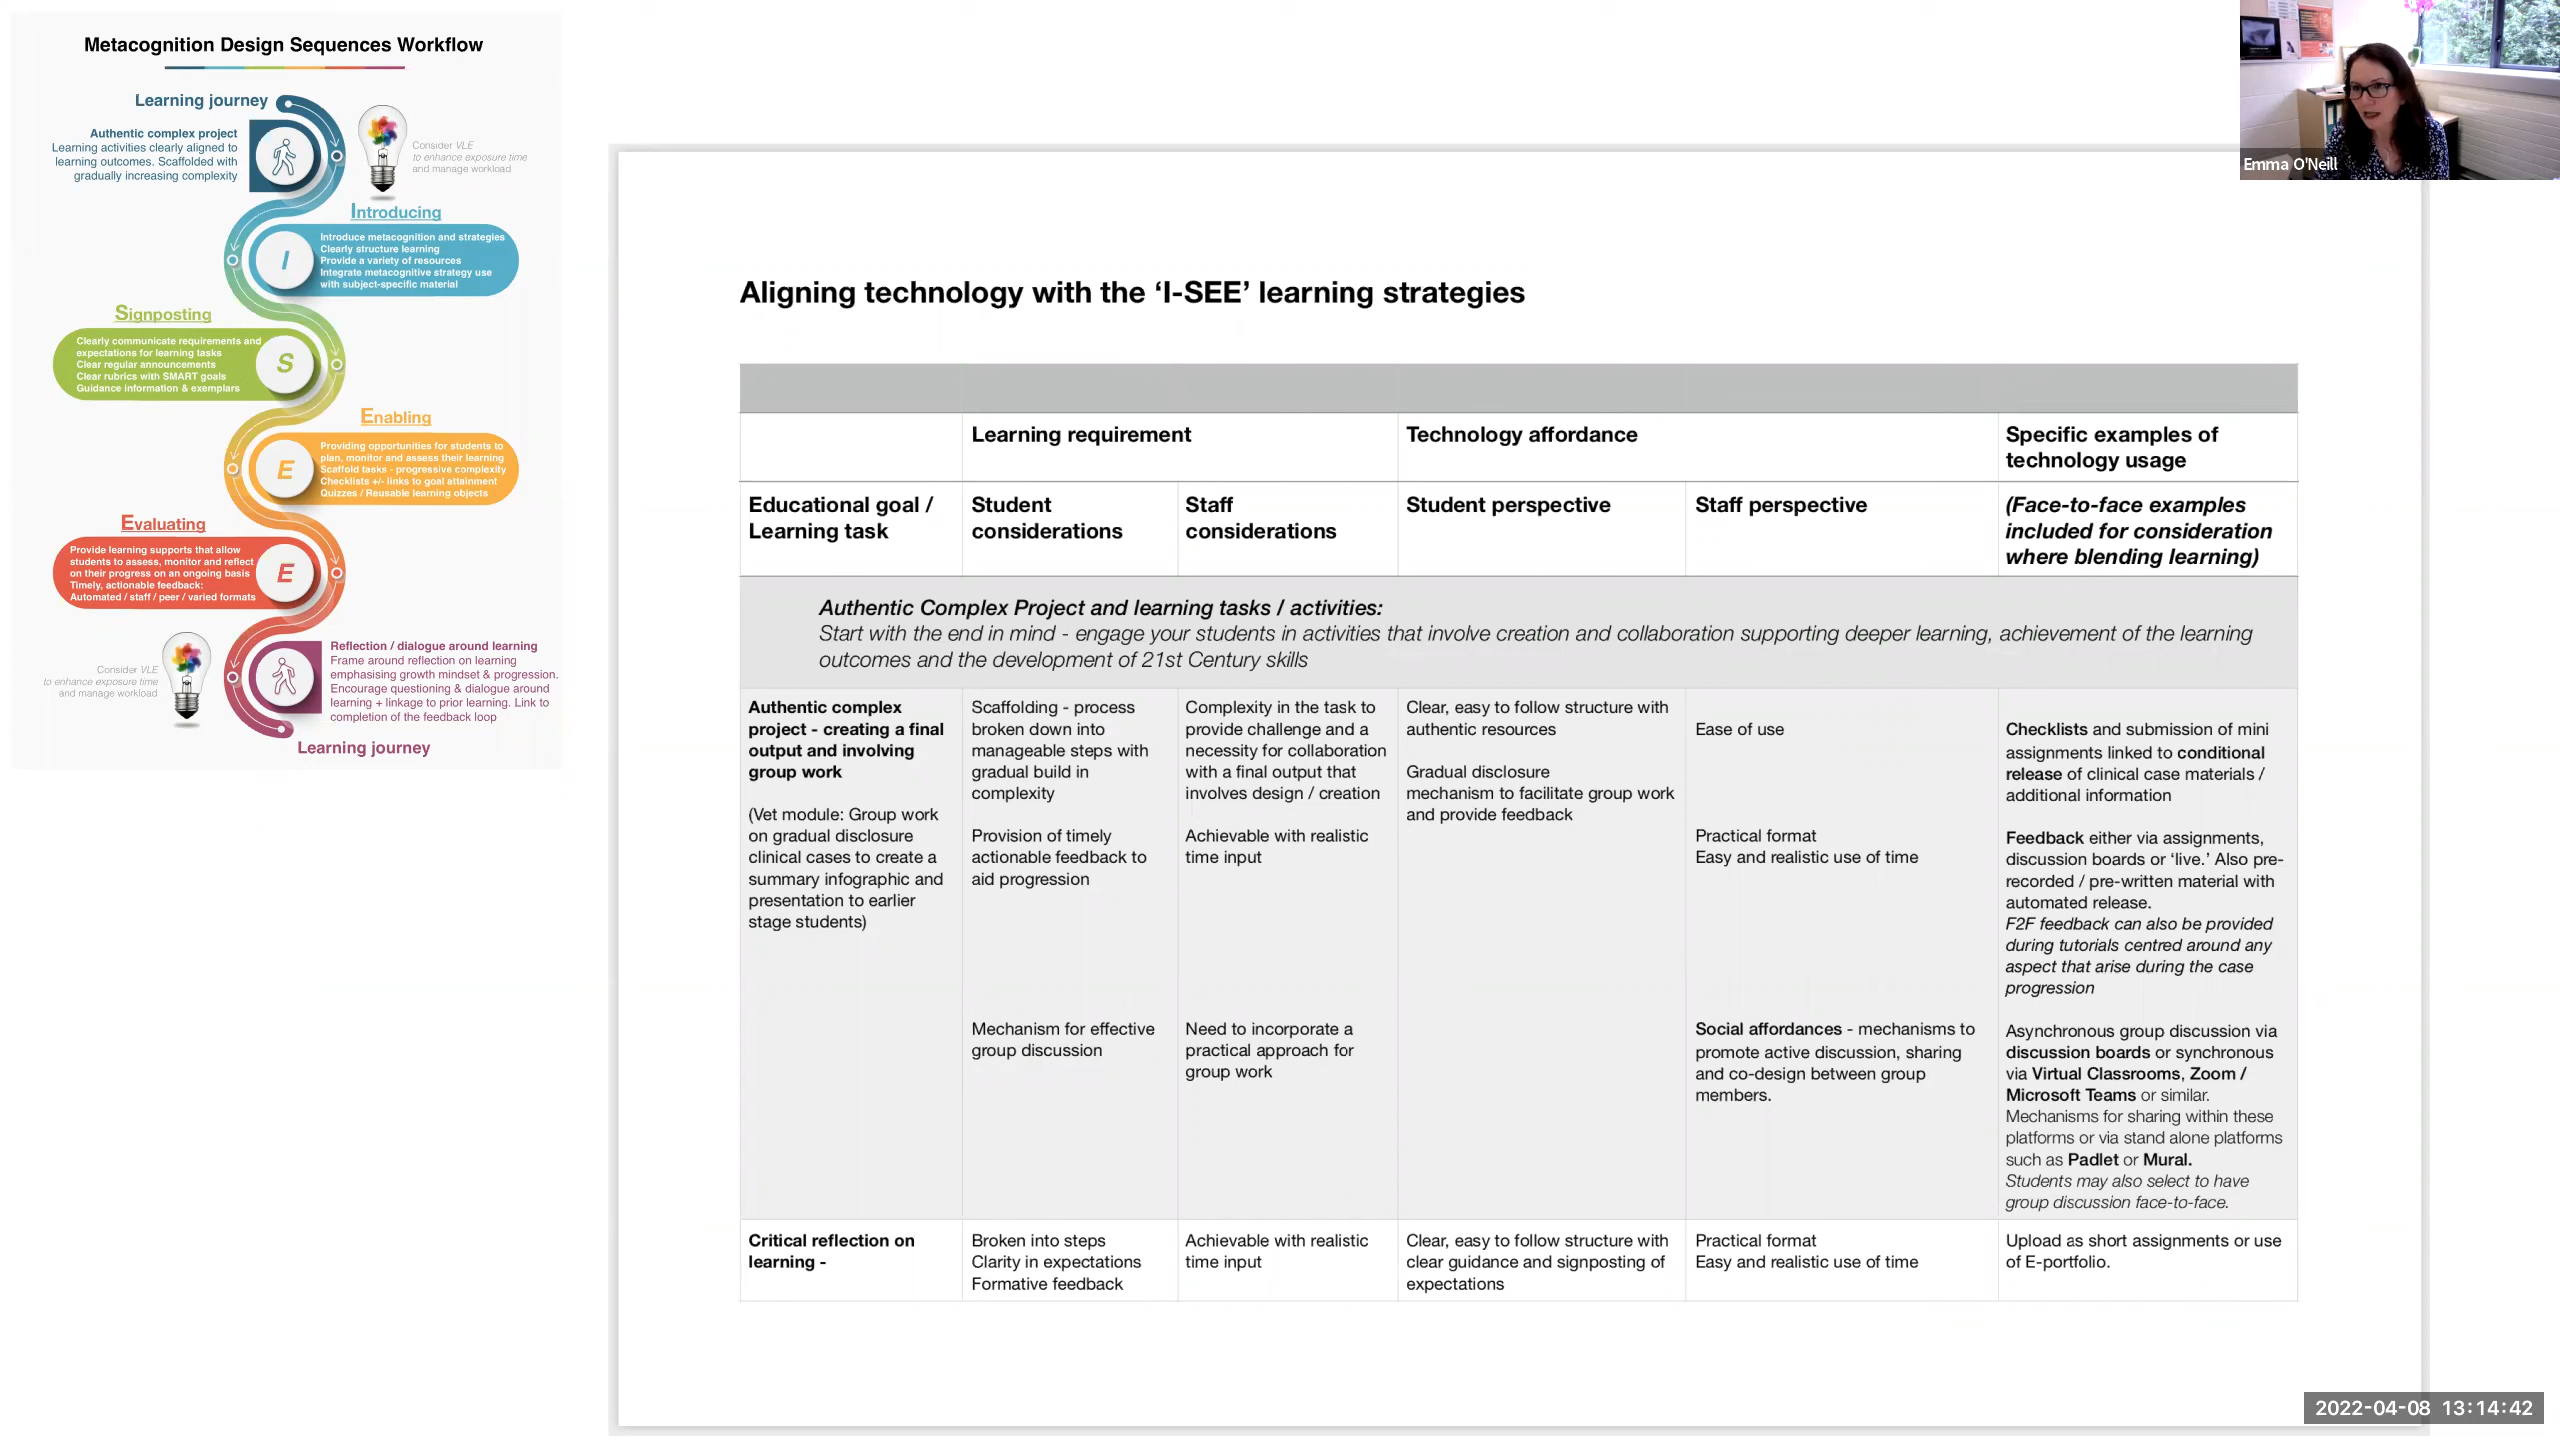 Metacognition Design Sequences Workflow
Learning journey
Authentic complex project
Learning activities clearly aligned to
learning outcomes. Scaffolded with
gradually increasing complexity
Consider VLE
to enhance exposure time
and manage workload
Introducing
I
Introduce metacognition and strategies
Clearly structure learning
Provide a variety of resources
Integrate metacognitive strategy use
with subject-specific material
Signposting
Clearly communicate requirements and
expectations for learning tasks
Clear regular announcements
Clear rubrics with SMART goals
Guidance information & exemplars
S
Enabling
E
Providing opportunities for students to
plan, monitor and assess their learning
Scaffold tasks - progressive complexity
Checklists +/- links to goal attainment
Quizzes / Reusable learning objects
Evaluating
Provide learning supports that allow
students to assess, monitor and reflect
on their progress on an ongoing basis
Timely, actionable feedback:
Automated / staff / peer / varied formats
E
Consider VLE
to enhance exposure time
and manage workload
Reflection / dialogue around learning
Frame around reflection on learning
emphasising growth mindset & progression.
Encourage questioning & dialogue around
learning + linkage to prior learning. Link to
completion of the feedback loop
Learning journey
Emma O'Neill
Aligning technology with the ‘I-SEE’ learning strategies
Learning requirement
Technology affordance
Specific examples of
technology usage
Educational goal /
Learning task
Student
considerations
Staff
considerations
Student perspective
Staff perspective
(Face-to-face examples
included for consideration
where blending learning)
Authentic Complex Project and learning tasks / activities:
Start with the end in mind - engage your students in activities that involve creation and collaboration supporting deeper learning, achievement of the learning
outcomes and the development of 21st Century skills
Authentic complex
project - creating a final
output and involving
group work
(Vet module: Group work
on gradual disclosure
clinical cases to create a
summary infographic and
presentation to earlier
stage students)
Scaffolding - process
broken down into
manageable steps with
gradual build in
complexity
Provision of timely
actionable feedback to
aid progression
Mechanism for effective
group discussion
Complexity in the task to
provide challenge and a
necessity for collaboration
with a final output that
involves design / creation
Achievable with realistic
time input
Need to incorporate a
practical approach for
group work
Clear, easy to follow structure with
authentic resources
Gradual disclosure
mechanism to facilitate group work
and provide feedback
Ease of use
Practical format
Easy and realistic use of time
Social affordances - mechanisms to
promote active discussion, sharing
and co-design between group
members.
Checklists and submission of mini
assignments linked to conditional
release of clinical case materials /
additional information
Feedback either via assignments,
discussion boards or ‘live.’ Also pre-
recorded / pre-written material with
automated release.
F2F feedback can also be provided
during tutorials centred around any
aspect that arise during the case
progression
Asynchronous group discussion via
discussion boards or synchronous
via Virtual Classrooms, Zoom /
Microsoft Teams or similar.
Mechanisms for sharing within these
platforms or via stand alone platforms
such as Padlet or Mural.
Students may also select to have
group discussion face-to-face.
Critical reflection on
learning -
Broken into steps
Clarity in expectations
Formative feedback
Achievable with realistic
time input
Clear, easy to follow structure with
clear guidance and signposting of
expectations
Practical format
Easy and realistic use of time
Upload as short assignments or use
of E-portfolio.
2022-04-08 13:14:42